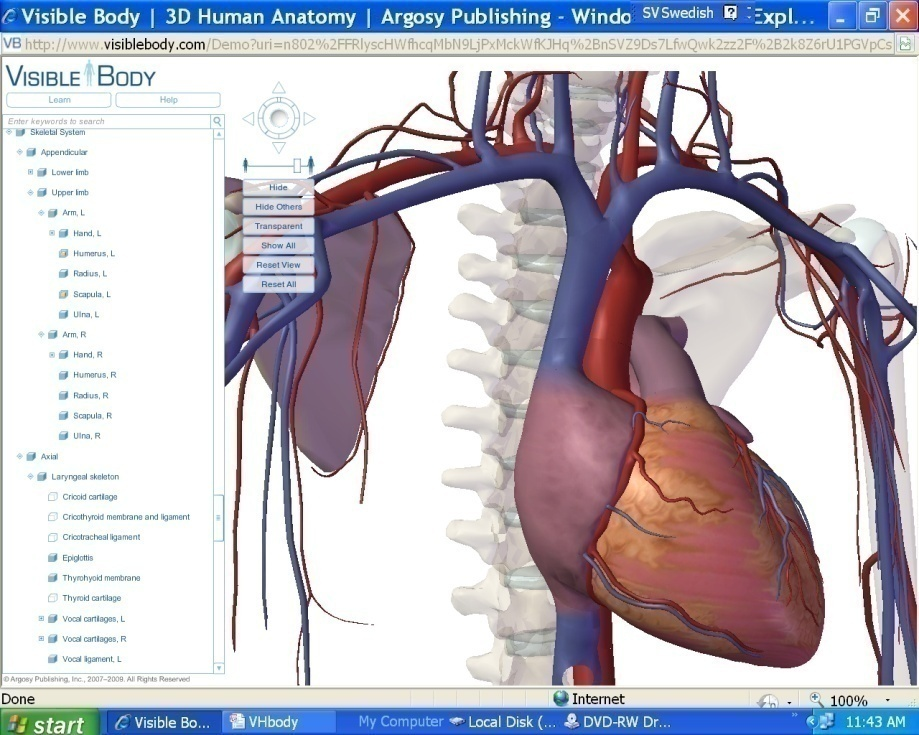 Visible Body | 3D Human Anatomy | Argosy Publishing - Windo
SV Swedish ? Expl...
VB http://www.visiblebody.com/Demo?uri=n802%2FFRlyscHWfhcqMbN9LjPxMckWfKJHq%2BnSVZ9Ds7LfwQwk2zz2F%2B2k8Z6rU1PGVpCs
VISIBLE BODY
Learn Help
Enter keywords to search
Skeletal System
Appendicular
Lower limb
Upper limb
Arm, L
Hand, L
Humerus, L
Radius, L
Scapula, L
Ulna, L
Arm, R
Hand, R
Humerus, R
Radius, R
Scapula, R
Ulna, R
Axial
Laryngeal skeleton
Cricoid cartilage
Cricothyroid membrane and ligament
Cricotracheal ligament
Epiglottis
Thyrohyoid membrane
Thyroid cartilage
Vocal cartilages, L
Vocal cartilages, R
Vocal ligament, L
© Argosy Publishing, Inc., 2007-2009. All Rights Reserved
Hide
Hide Others
Transparent
Show All
Reset View
Reset All
Done Internet 100%
start Visible Bo... VHbody My Computer Local Disk (... DVD-RW Dr... » 11:43 AM